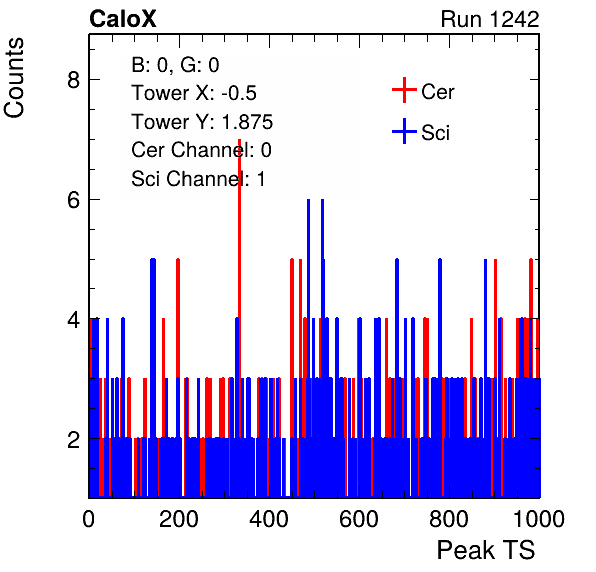 CaloX Run 1242
Counts
8
6
4
2
B: 0, G: 0
Tower X: -0.5
Tower Y: 1.875
Cer Channel: 0
Sci Channel: 1
Cer
Sci
0 200 400 600 800 1000
Peak TS